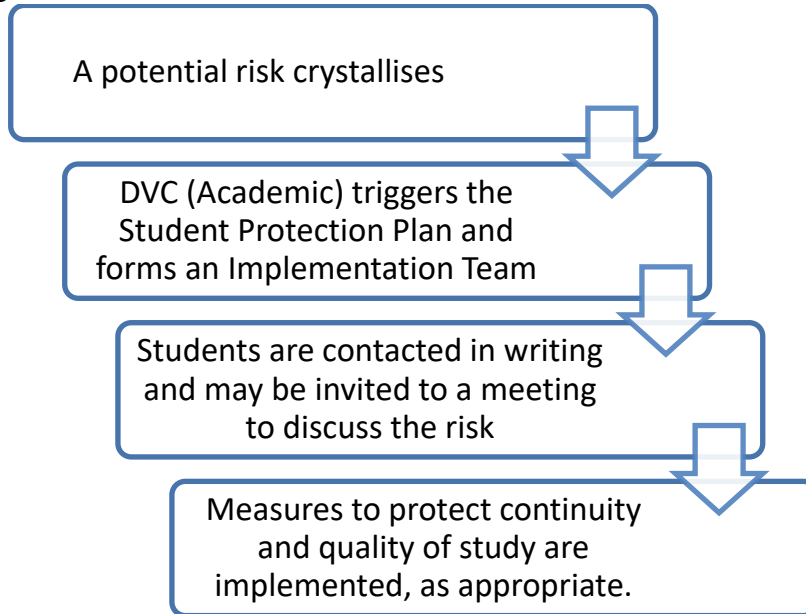 A potential risk crystallises
DVC (Academic) triggers the
Student Protection Plan and
forms an Implementation Team
Students are contacted in writing
and may be invited to a meeting
to discuss the risk
Measures to protect continuity
and quality of study are
implemented, as appropriate.